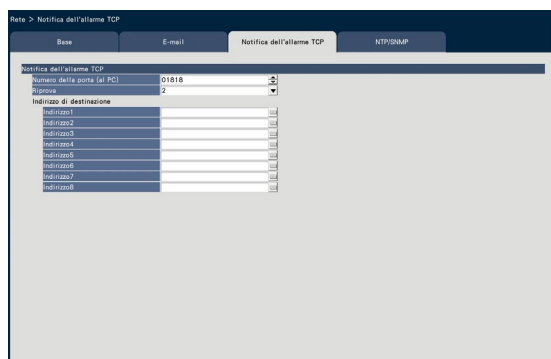 Rete > Notifica dell'allarme TCP
Base E-mail Notifica dell'allarme TCP NTP/SNMP
Notifica dell'allarme TCP
Numero della porta (al PC) 01818
Riprova 2
Indirizzo di destinazione
Indirizzo1
Indirizzo2
Indirizzo3
Indirizzo4
Indirizzo5
Indirizzo6
Indirizzo7
Indirizzo8